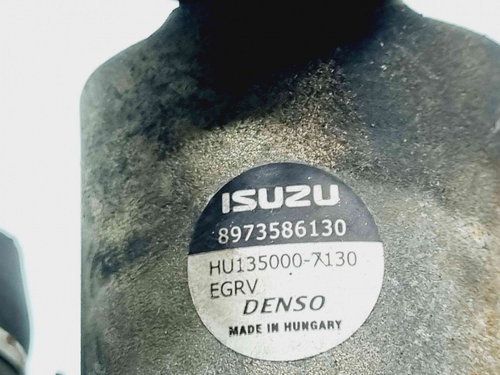 ISUZU
8973586130
HU135000-7130
EGRV
DENSO
MADE IN HUNGARY